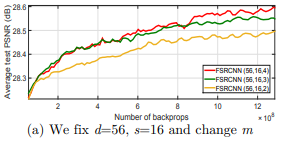 28.6
28.5
28.4
28.3
Average test PSNR (dB)
FSRCNN (56,16,4)
FSRCNN (56,16,3)
FSRCNN (56,16,2)
2 4 6 8 10 12
Number of backprops
×10⁸
(a) We fix d=56, s=16 and change m